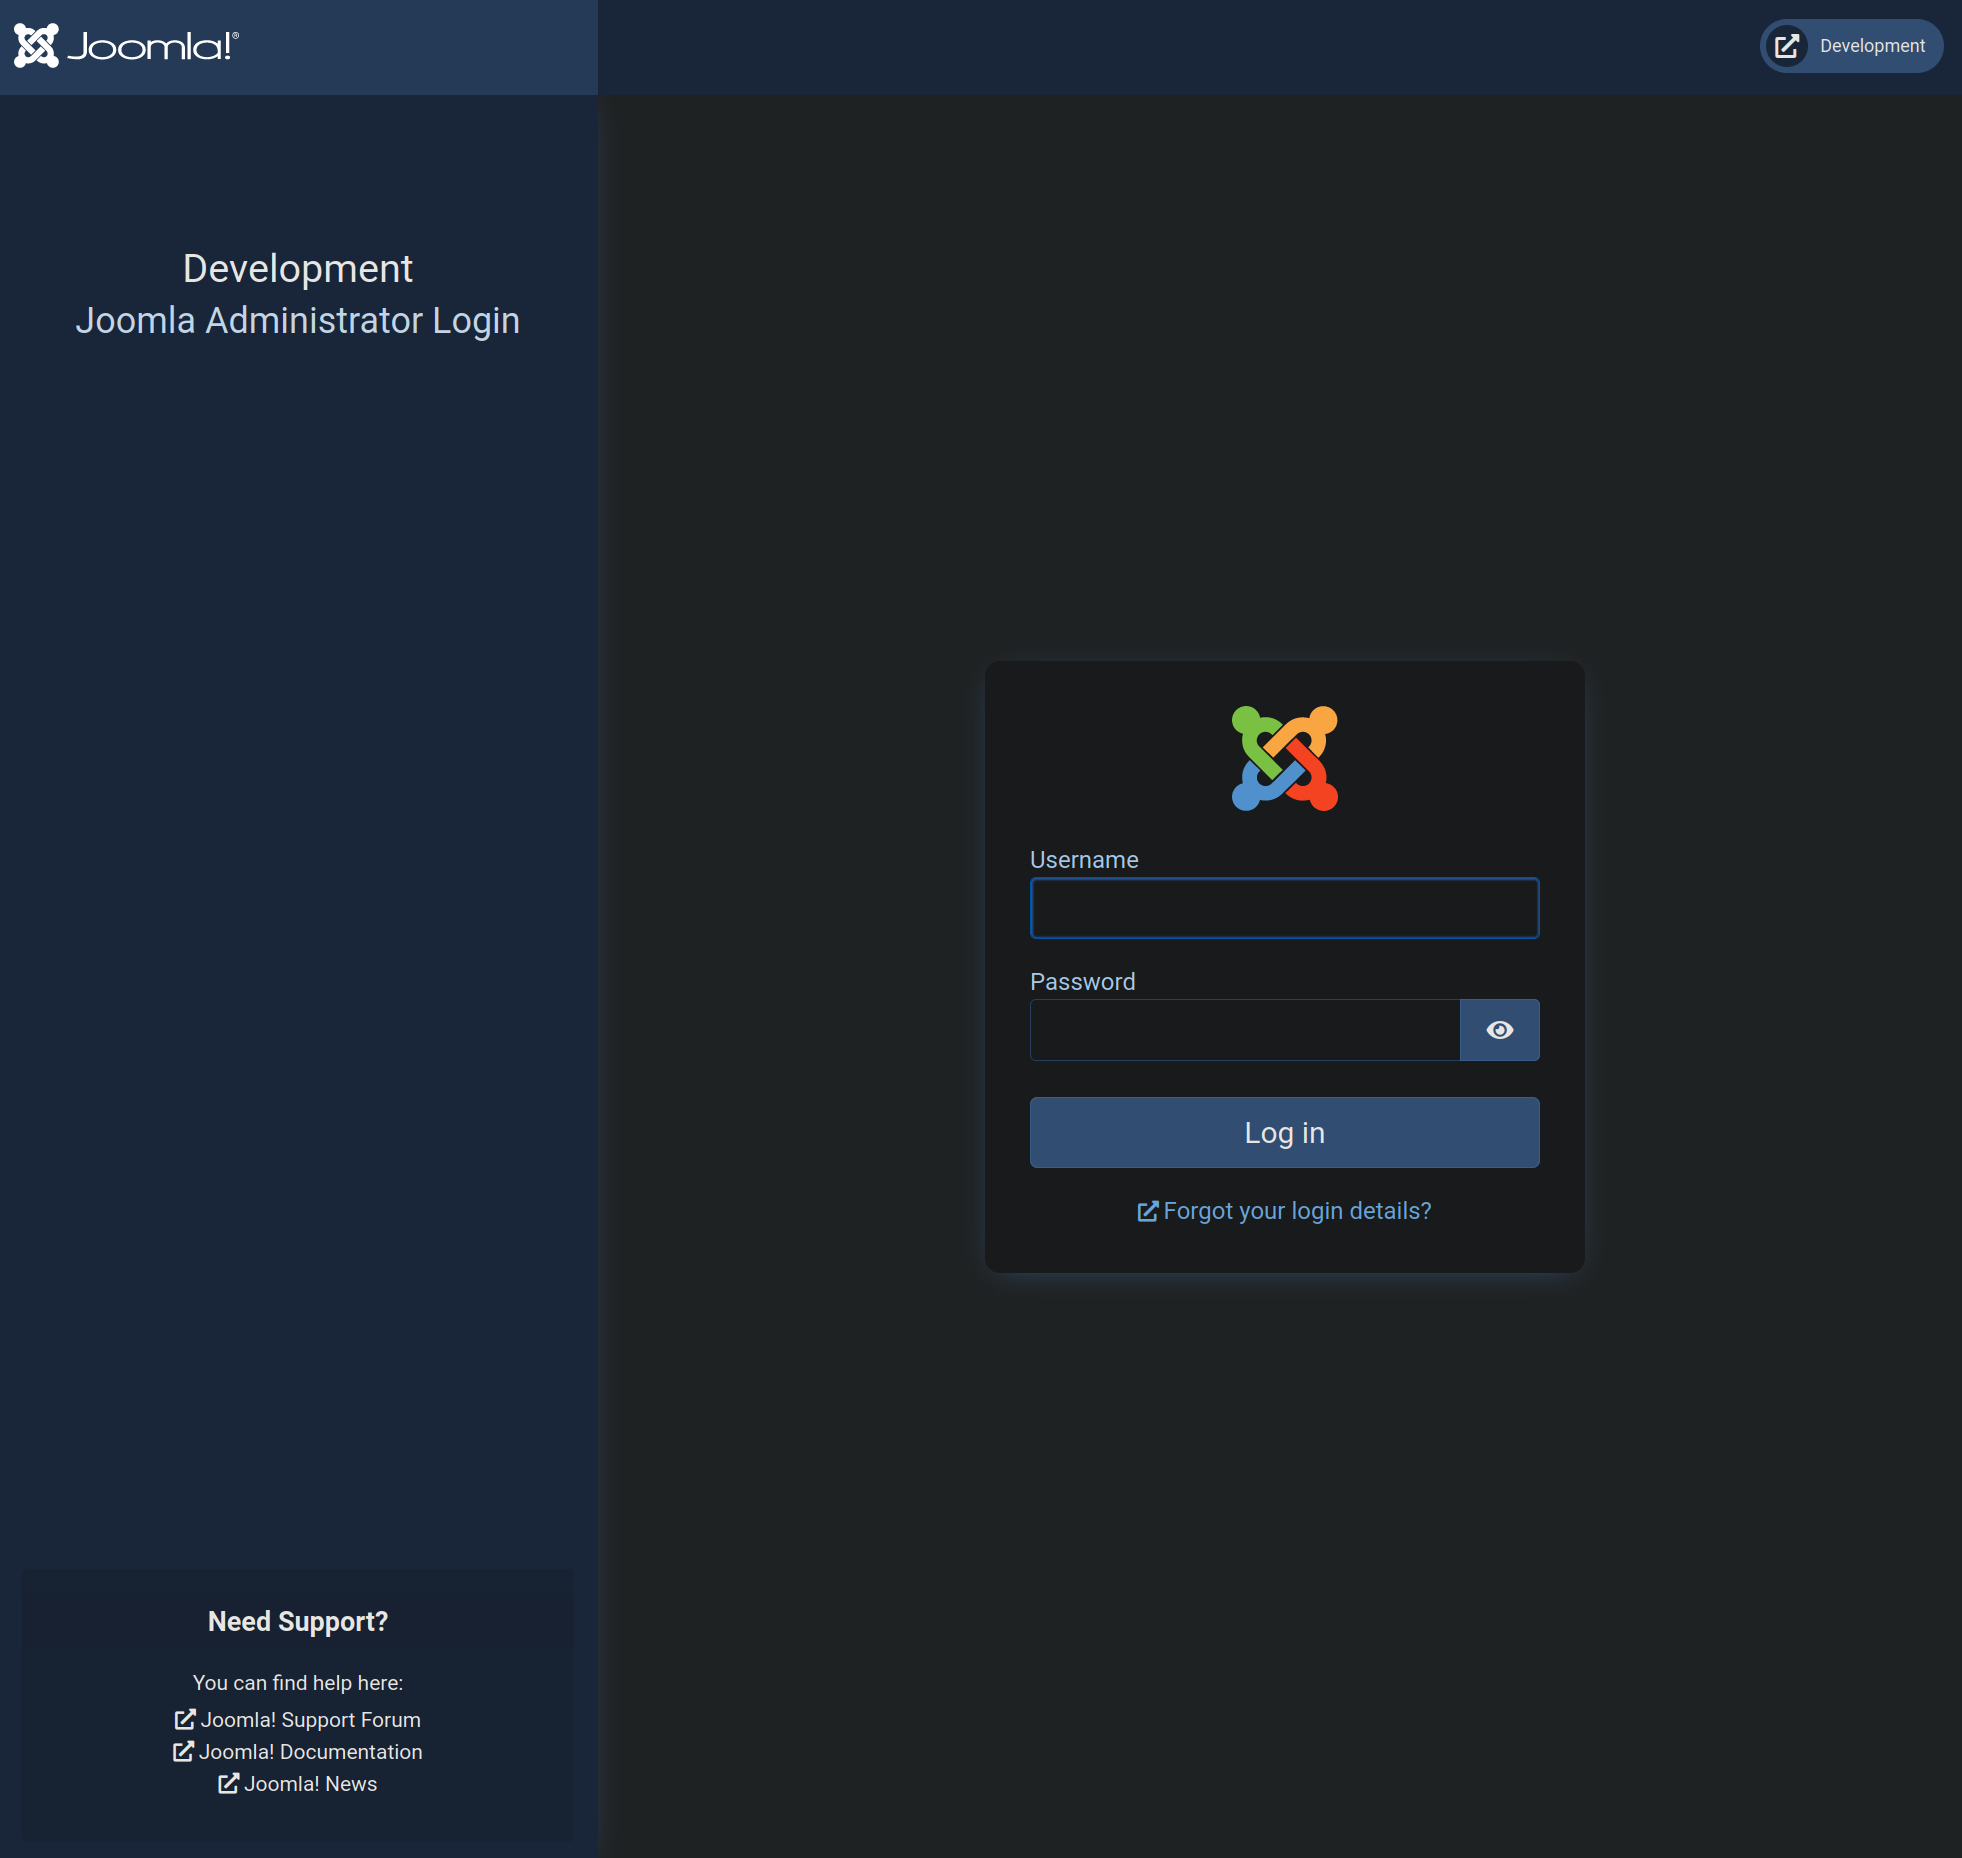 Joomla!®
Development
Development
Joomla Administrator Login
Username
Password
Log in
Forgot your login details?
Need Support?
You can find help here:
Joomla! Support Forum
Joomla! Documentation
Joomla! News